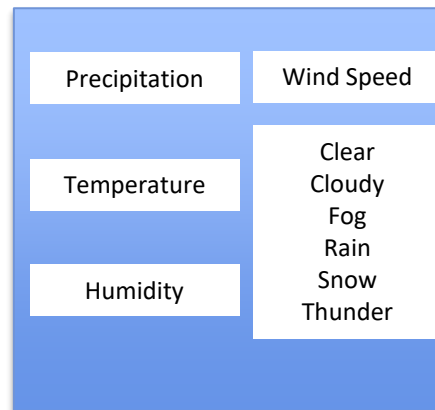 Precipitation
Wind Speed
Temperature
Humidity
Clear
Cloudy
Fog
Rain
Snow
Thunder